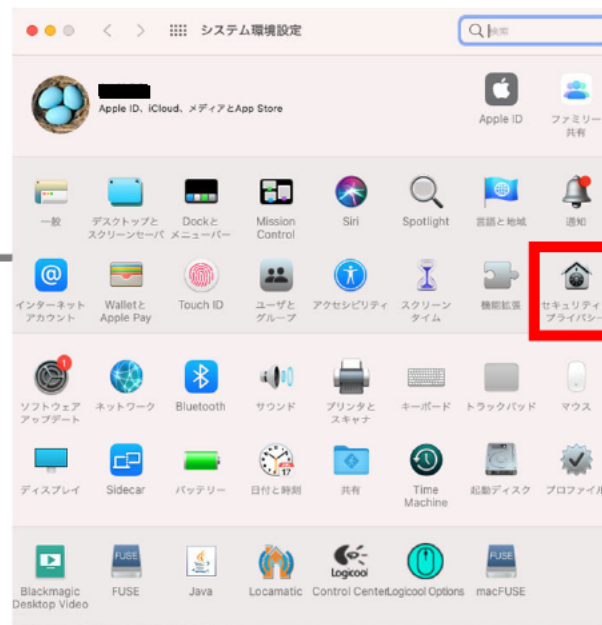 システム環境設定
検索
Apple ID、iCloud、メディアとApp Store
Apple ID
ファミリー
共有
一般
デスクトップと
スクリーンセーバ
Dockと
メニューバー
Mission
Control
Siri
Spotlight
言語と地域
通知
インターネット
アカウント
Walletと
Apple Pay
Touch ID
ユーザと
グループ
アクセシビリティ
スクリーン
タイム
機能拡張
セキュリティ
プライバシー
1
ソフトウェア
アップデート
ネットワーク
Bluetooth
サウンド
プリンタと
スキャナ
キーボード
トラックパッド
マウス
17
ディスプレイ
Sidecar
バッテリー
日付と時刻
共有
Time
Machine
起動ディスク
プロファイル
FUSE
Logicool
FUSE
Blackmagic
Desktop Video
FUSE
Java
Locamatic
Control Center
Logicool Options
macFUSE